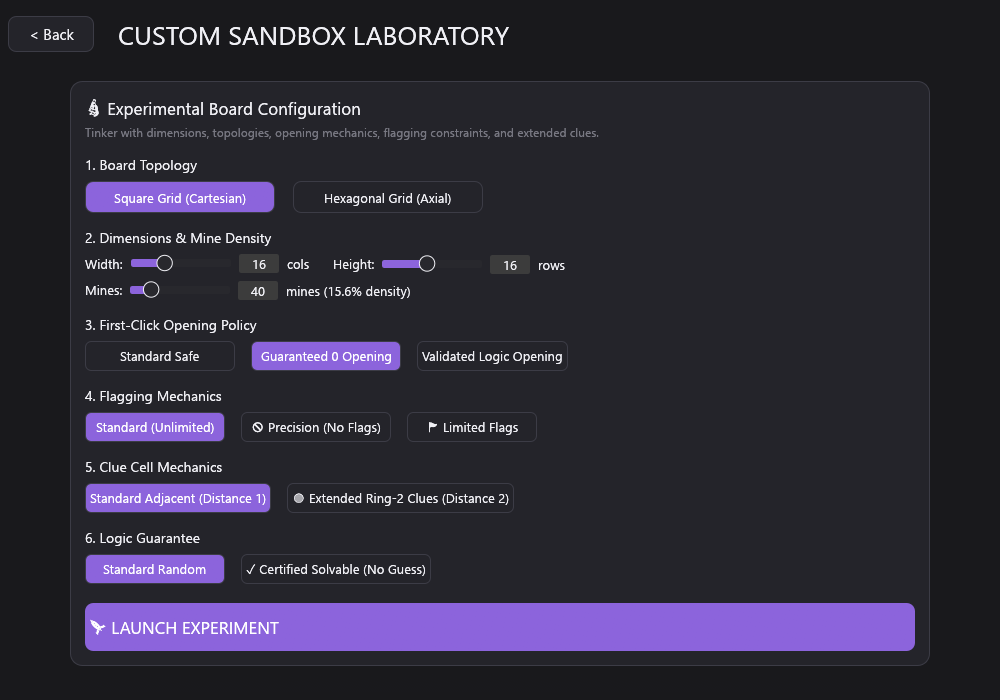 < Back
CUSTOM SANDBOX LABORATORY
Experimental Board Configuration
Tinker with dimensions, topologies, opening mechanics, flagging constraints, and extended clues.
1. Board Topology
Square Grid (Cartesian) Hexagonal Grid (Axial)
2. Dimensions & Mine Density
Width: 16 cols Height: 16 rows
Mines: 40 mines (15.6% density)
3. First-Click Opening Policy
Standard Safe Guaranteed 0 Opening Validated Logic Opening
4. Flagging Mechanics
Standard (Unlimited) Precision (No Flags) Limited Flags
5. Clue Cell Mechanics
Standard Adjacent (Distance 1) Extended Ring-2 Clues (Distance 2)
6. Logic Guarantee
Standard Random ✓ Certified Solvable (No Guess)
LAUNCH EXPERIMENT